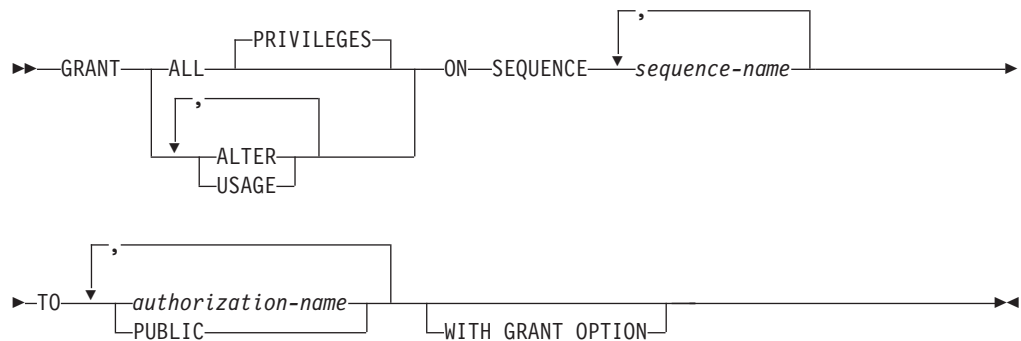 PRIVILEGES ,
GRANT ALL ON SEQUENCE sequence-name
,
ALTER
USAGE
,
TO authorization-name
PUBLIC WITH GRANT OPTION